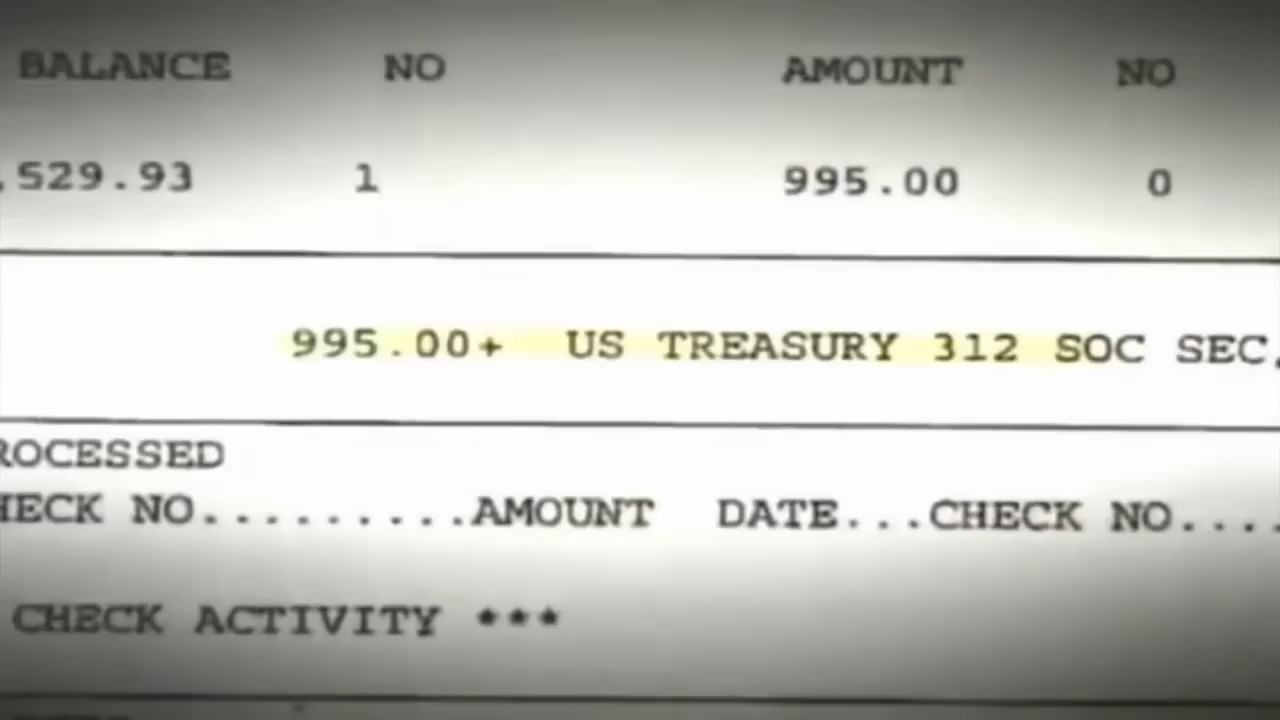 BALANCE NO AMOUNT NO
,529.93 1 995.00 0
995.00+ US TREASURY 312 SOC SEC.
ROCESSED
HECK NO.........AMOUNT DATE...CHECK NO....
CHECK ACTIVITY ***